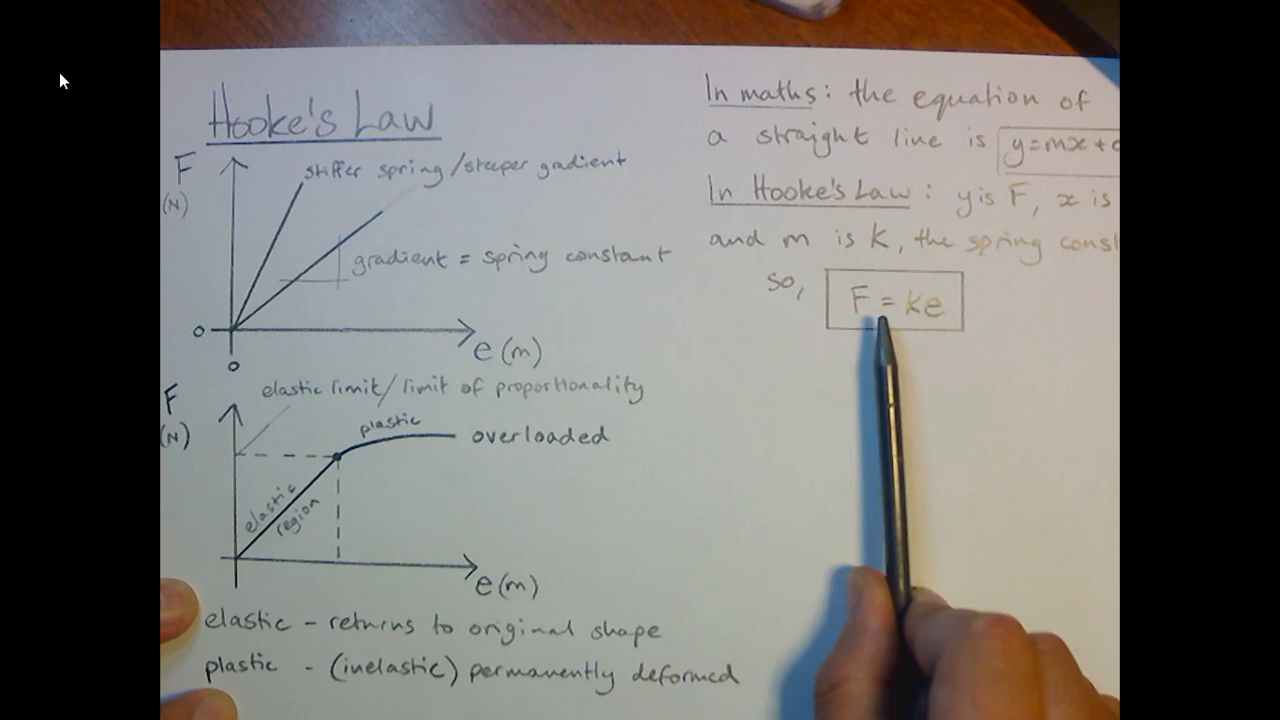 Hooke's Law
F
(N)
stiffer spring/steeper gradient
gradient = spring constant
0
0
e (m)
F
(N)
elastic limit/limit of proportionality
plastic
overloaded
elastic
region
e (m)
elastic - returns to original shape
plastic - (inelastic) permanently deformed
In maths: the equation of
a straight line is y=mx+c
In Hooke's Law: y is F, x is
and m is k, the spring const
so, F = ke